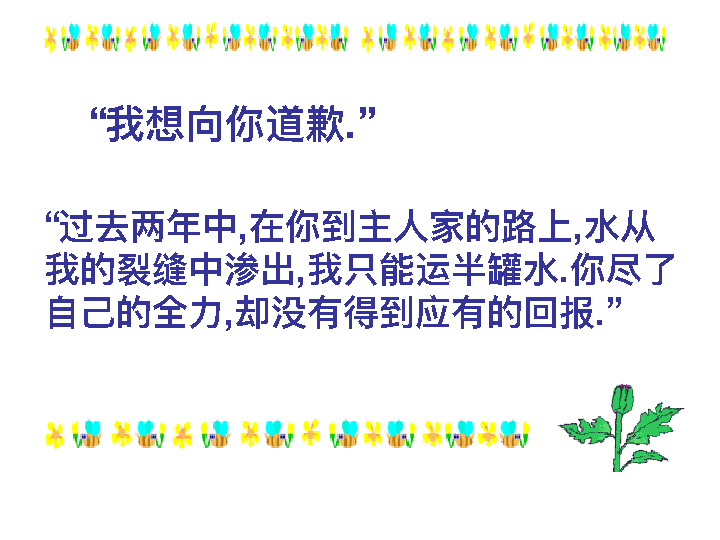 “我想向你道歉.”
“过去两年中,在你到主人家的路上,水从
我的裂缝中渗出,我只能运半罐水.你尽了
自己的全力,却没有得到应有的回报.”